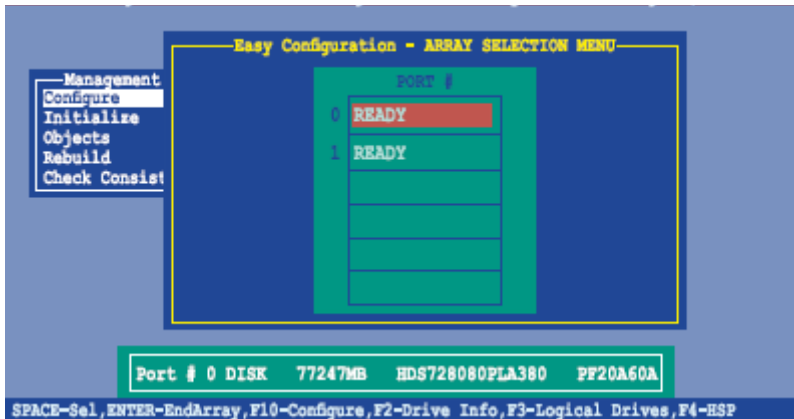 Easy Configuration - ARRAY SELECTION MENU
Management
Configure
Initialize
Objects
Rebuild
Check Consist
PORT #
0 READY
1 READY
Port # 0 DISK 77247MB HDS728080PLA380 PF20A60A
SPACE-Sel,ENTER-EndArray,F10-Configure,F2-Drive Info,F3-Logical Drives,F4-HSP